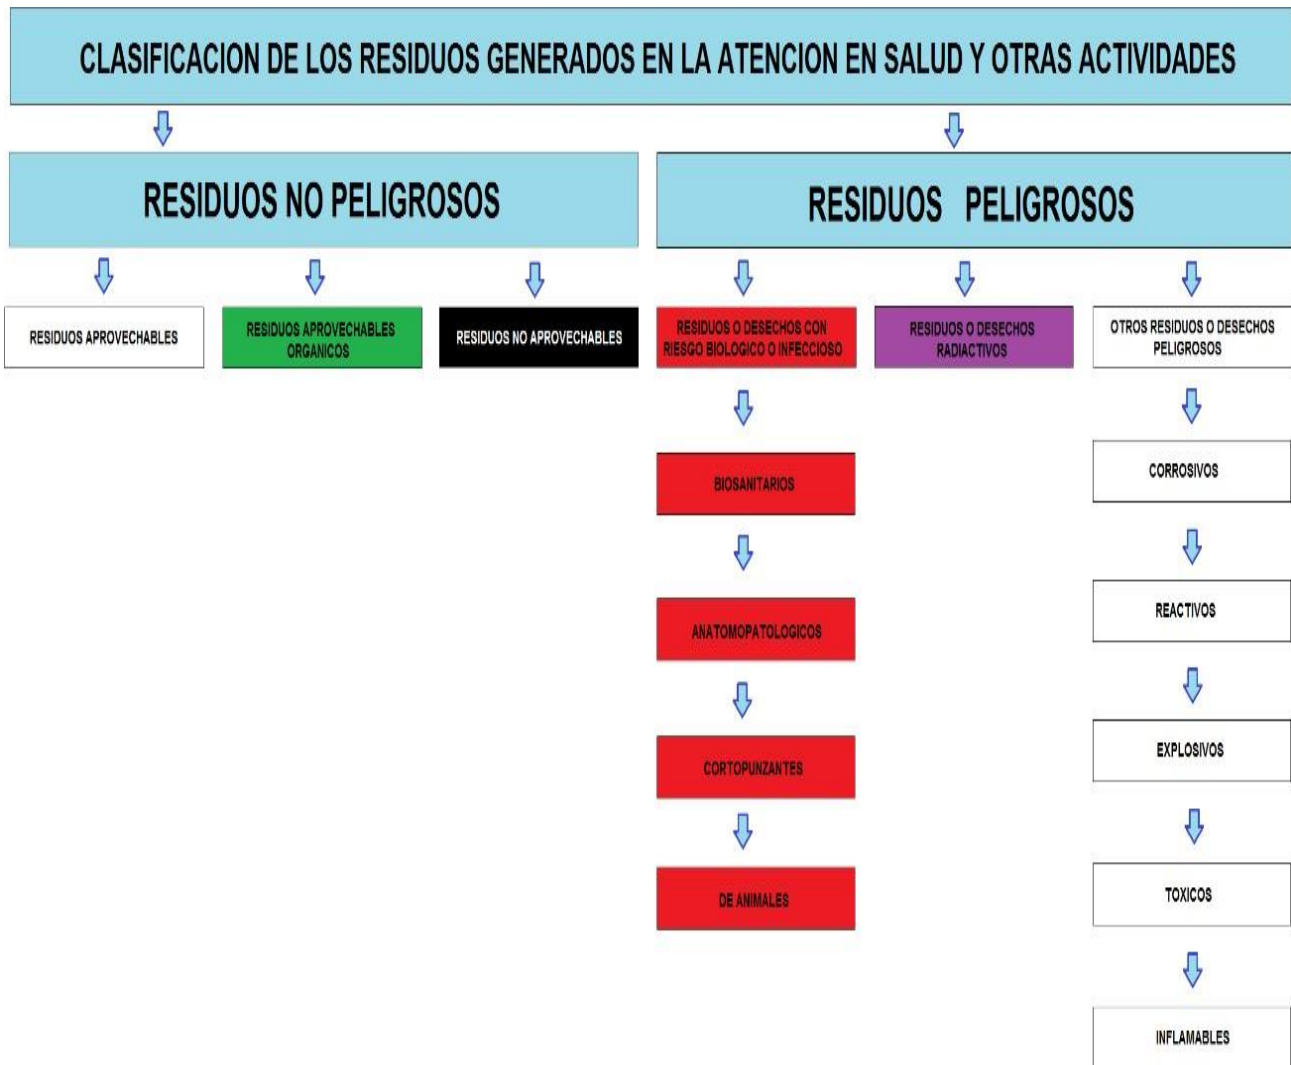 CLASIFICACION DE LOS RESIDUOS GENERADOS EN LA ATENCION EN SALUD Y OTRAS ACTIVIDADES
RESIDUOS NO PELIGROSOS
RESIDUOS PELIGROSOS
RESIDUOS APROVECHABLES
RESIDUOS APROVECHABLES
ORGANICOS
RESIDUOS NO APROVECHABLES
RESIDUOS O DESECHOS CON
RIESGO BIOLOGICO O INFECCIOSO
RESIDUOS O DESECHOS
RADIACTIVOS
OTROS RESIDUOS O DESECHOS
PELIGROSOS
BIOSANITARIOS
ANATOMOPATOLOGICOS
CORTOPUNZANTES
DE ANIMALES
CORROSIVOS
REACTIVOS
EXPLOSIVOS
TOXICOS
INFLAMABLES